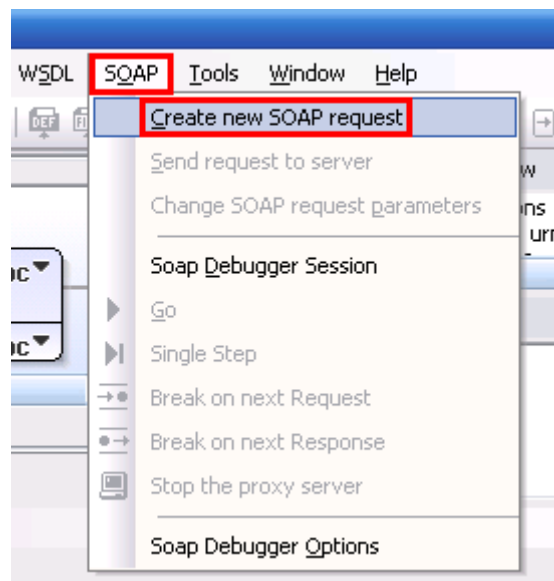 WSDL SOAP Tools Window Help
DEF
Create new SOAP request
Send request to server
Change SOAP request parameters
Soap Debugger Session
Go
Single Step
Break on next Request
Break on next Response
Stop the proxy server
Soap Debugger Options